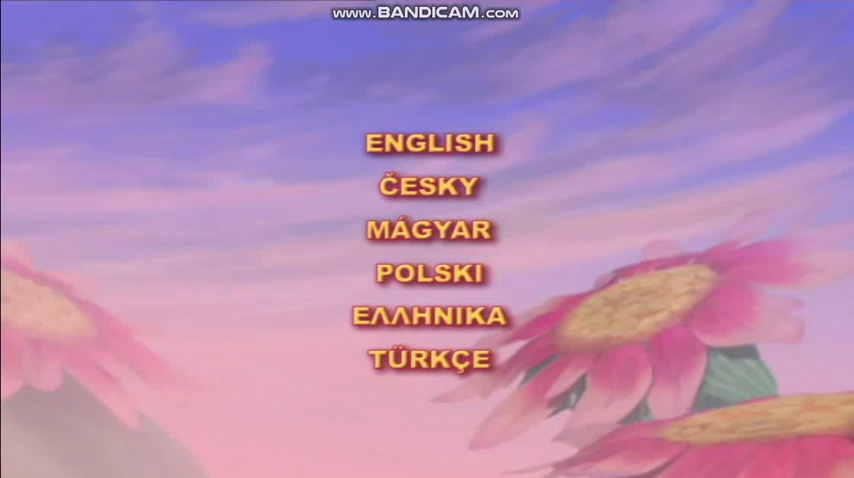 www.BANDICAM.com
ENGLISH
ČESKY
MÁGYAR
POLSKI
ΕΛΛΗΝΙΚΑ
TÜRKÇE